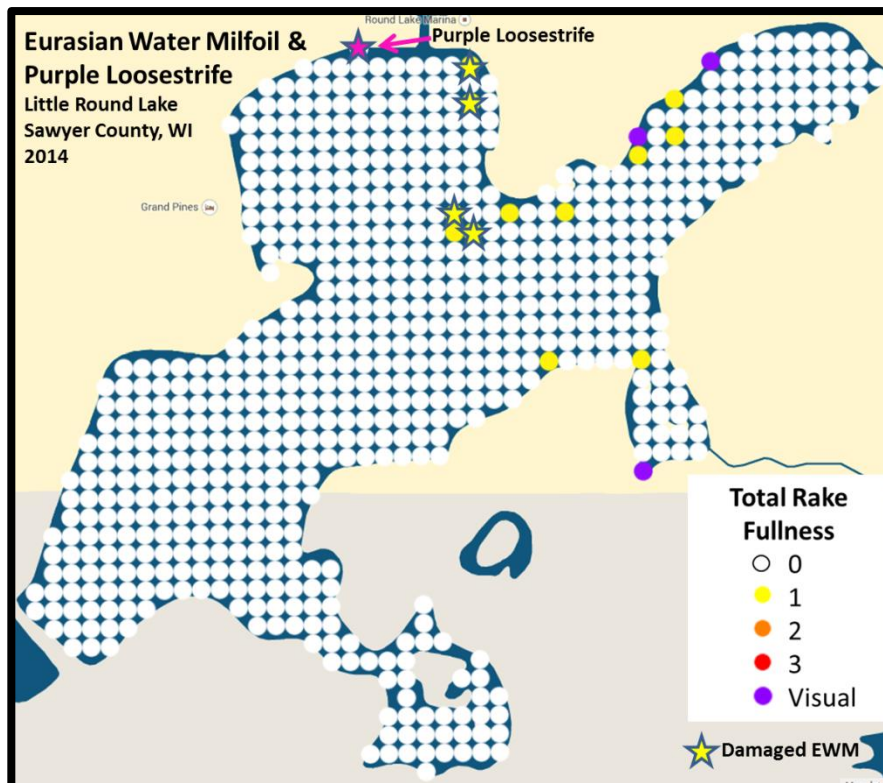 Round Lake Marina
Eurasian Water Milfoil &
Purple Loosestrife
Purple Loosestrife
Little Round Lake
Sawyer County, WI
2014
Grand Pines
Total Rake
Fullness
0
1
2
3
Visual
Damaged EWM